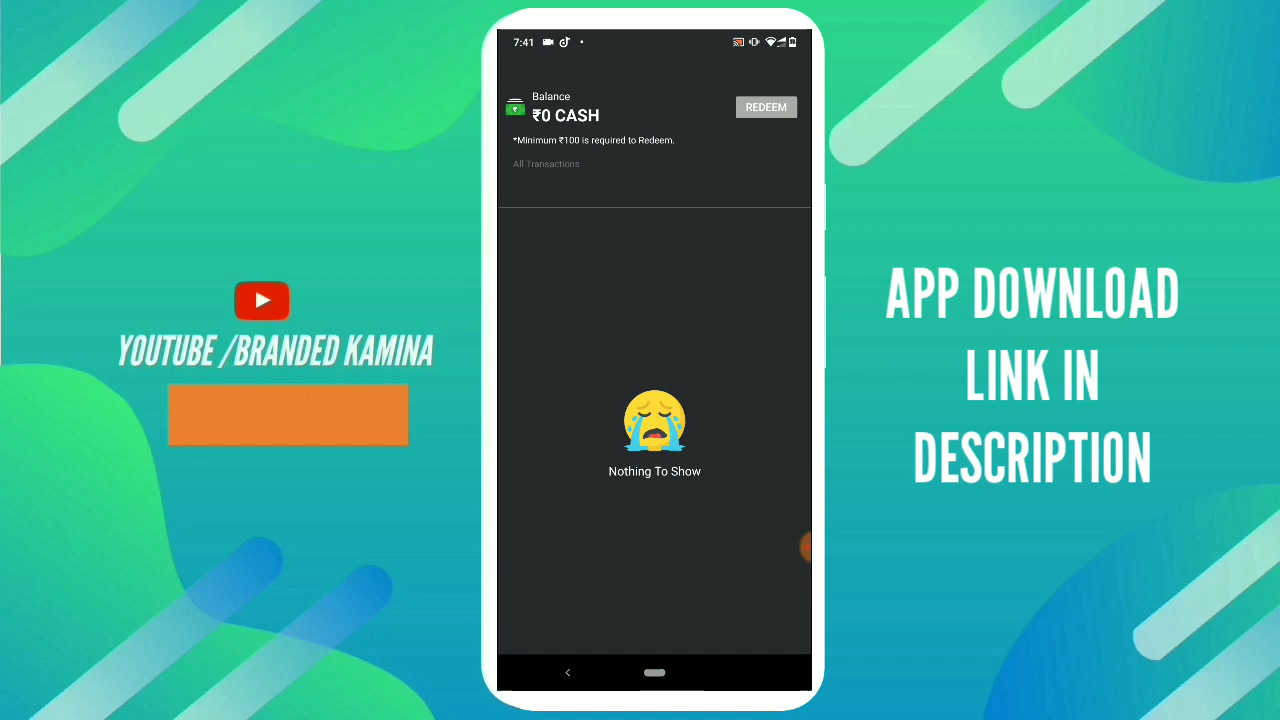 7:41
Balance
₹0 CASH
REDEEM
*Minimum ₹100 is required to Redeem.
All Transactions
Nothing To Show
YOUTUBE /BRANDED KAMINA
APP DOWNLOAD
LINK IN
DESCRIPTION